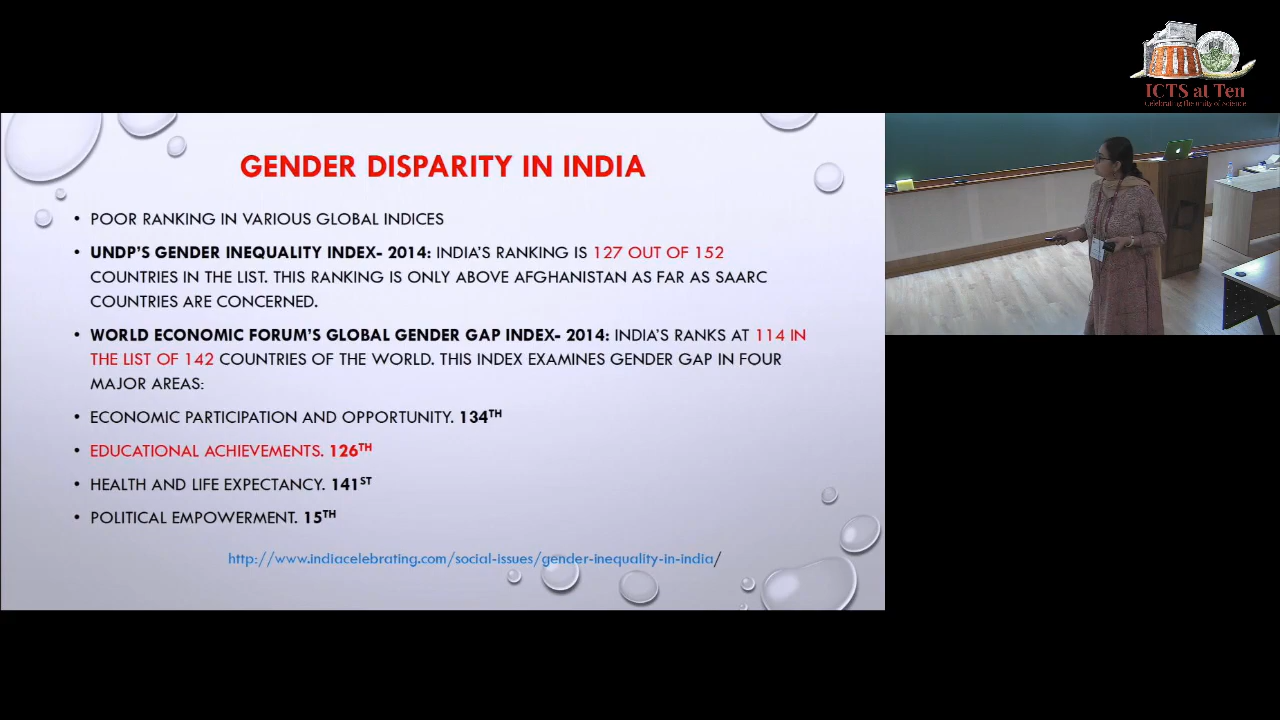 ICTS at Ten
Celebrating the unity of Science
GENDER DISPARITY IN INDIA
• POOR RANKING IN VARIOUS GLOBAL INDICES
• UNDP'S GENDER INEQUALITY INDEX- 2014: INDIA'S RANKING IS 127 OUT OF 152
COUNTRIES IN THE LIST. THIS RANKING IS ONLY ABOVE AFGHANISTAN AS FAR AS SAARC
COUNTRIES ARE CONCERNED.
• WORLD ECONOMIC FORUM'S GLOBAL GENDER GAP INDEX- 2014: INDIA'S RANKS AT 114 IN
THE LIST OF 142 COUNTRIES OF THE WORLD. THIS INDEX EXAMINES GENDER GAP IN FOUR
MAJOR AREAS:
• ECONOMIC PARTICIPATION AND OPPORTUNITY. 134TH
• EDUCATIONAL ACHIEVEMENTS. 126TH
• HEALTH AND LIFE EXPECTANCY. 141ST
• POLITICAL EMPOWERMENT. 15TH
http://www.indiacelebrating.com/social-issues/gender-inequality-in-india/